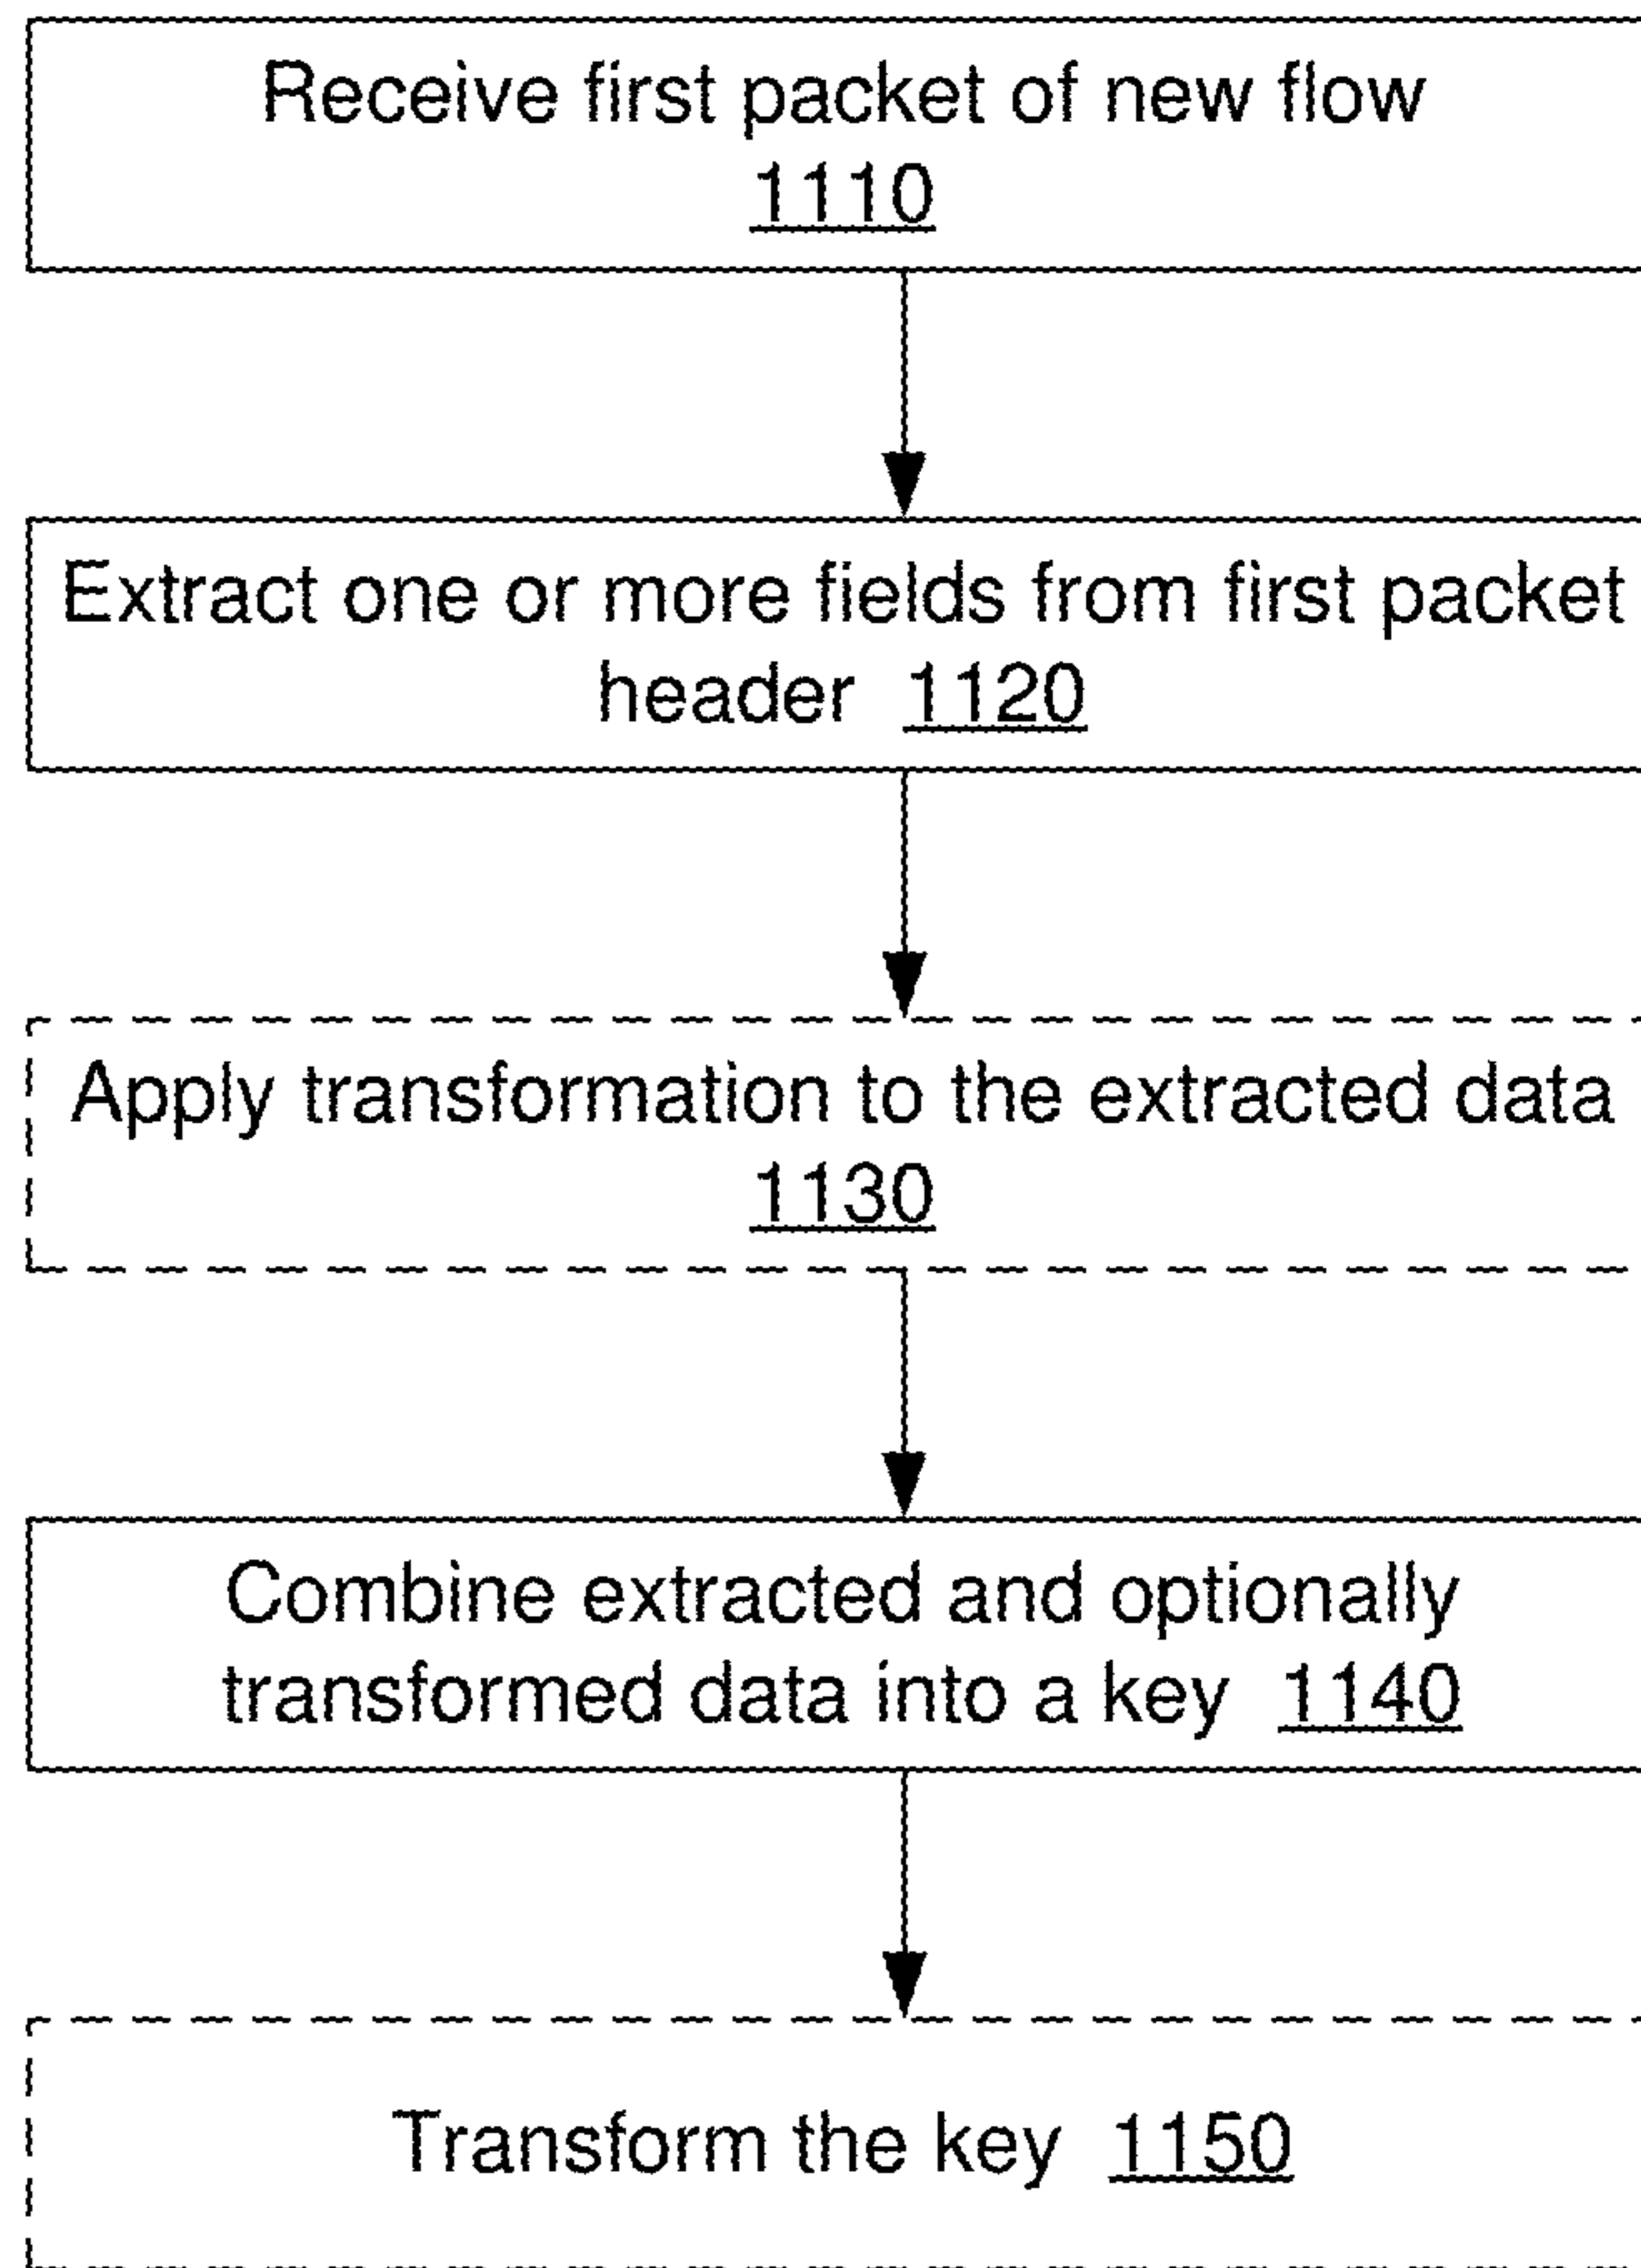 Receive first packet of new flow
1110
Extract one or more fields from first packet
header 1120
Apply transformation to the extracted data
1130
Combine extracted and optionally
transformed data into a key 1140
Transform the key 1150